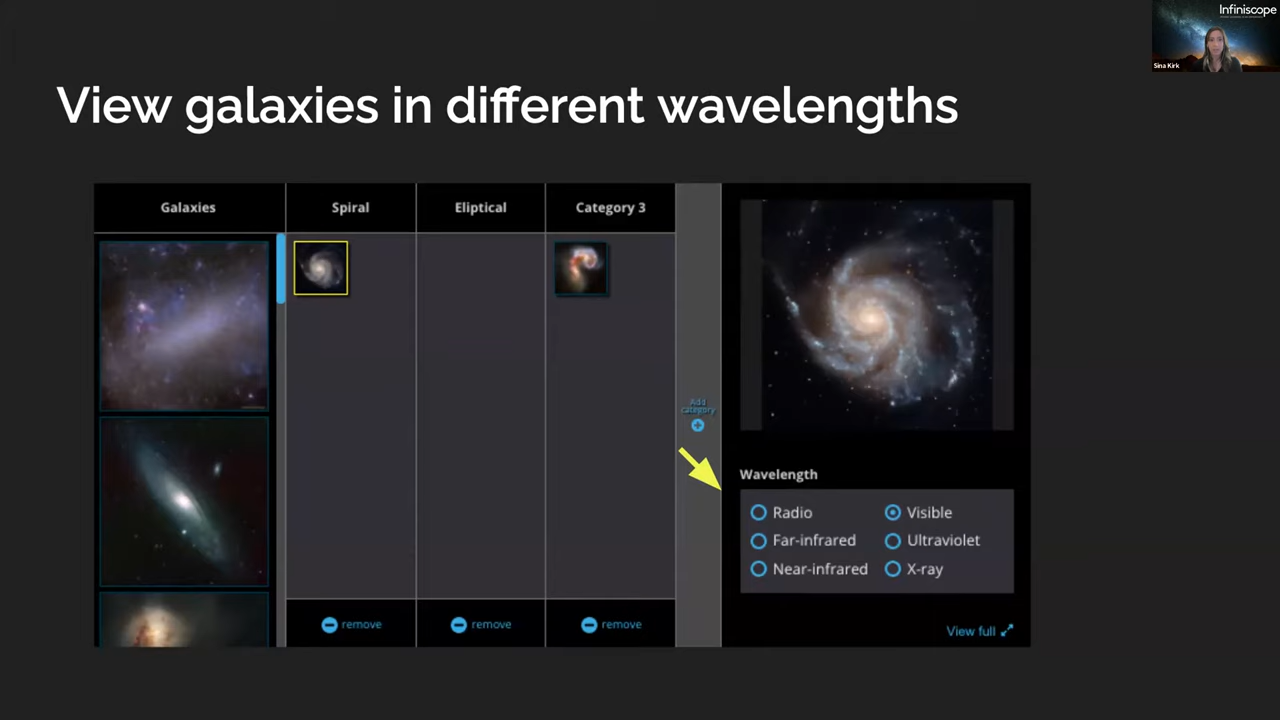 Infiniscope
Sina Kirk
View galaxies in different wavelengths
Galaxies
Spiral
Eliptical
Category 3
Add
category
Wavelength
Radio
Visible
Far-infrared
Ultraviolet
Near-infrared
X-ray
remove
remove
remove
View full